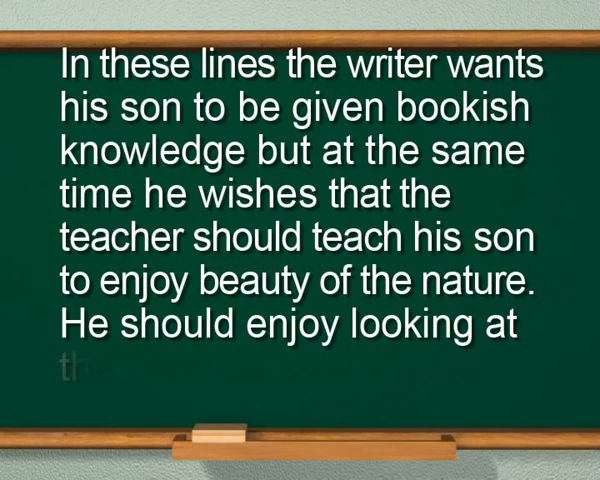 In these lines the writer wants
his son to be given bookish
knowledge but at the same
time he wishes that the
teacher should teach his son
to enjoy beauty of the nature.
He should enjoy looking at